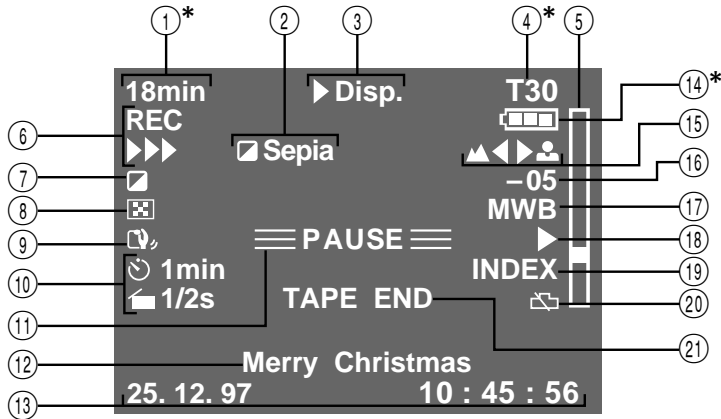 1* 2 3 4* 5
18min ▶ Disp. T30
14*
REC
6 ▶▶▶ Sepia 15
7 –05 16
8 MWB 17
9 PAUSE 18
10 1min INDEX 19
1/2s TAPE END 20
11 21
12 Merry Christmas
13 25. 12. 97 10 : 45 : 56